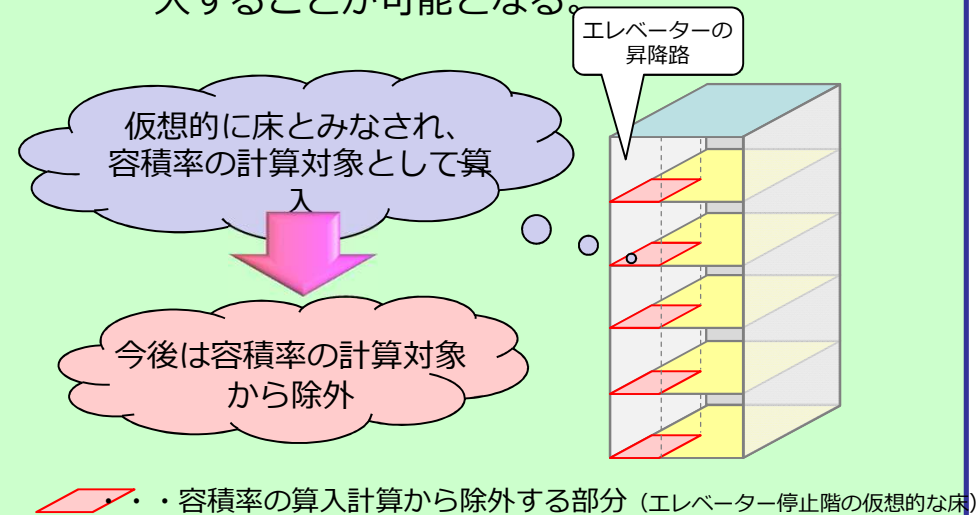 入することが可能となる。
エレベーターの
昇降路
仮想的に床とみなされ、
容積率の計算対象として算
入
今後は容積率の計算対象
から除外
・・・容積率の算入計算から除外する部分（エレベーター停止階の仮想的な床）